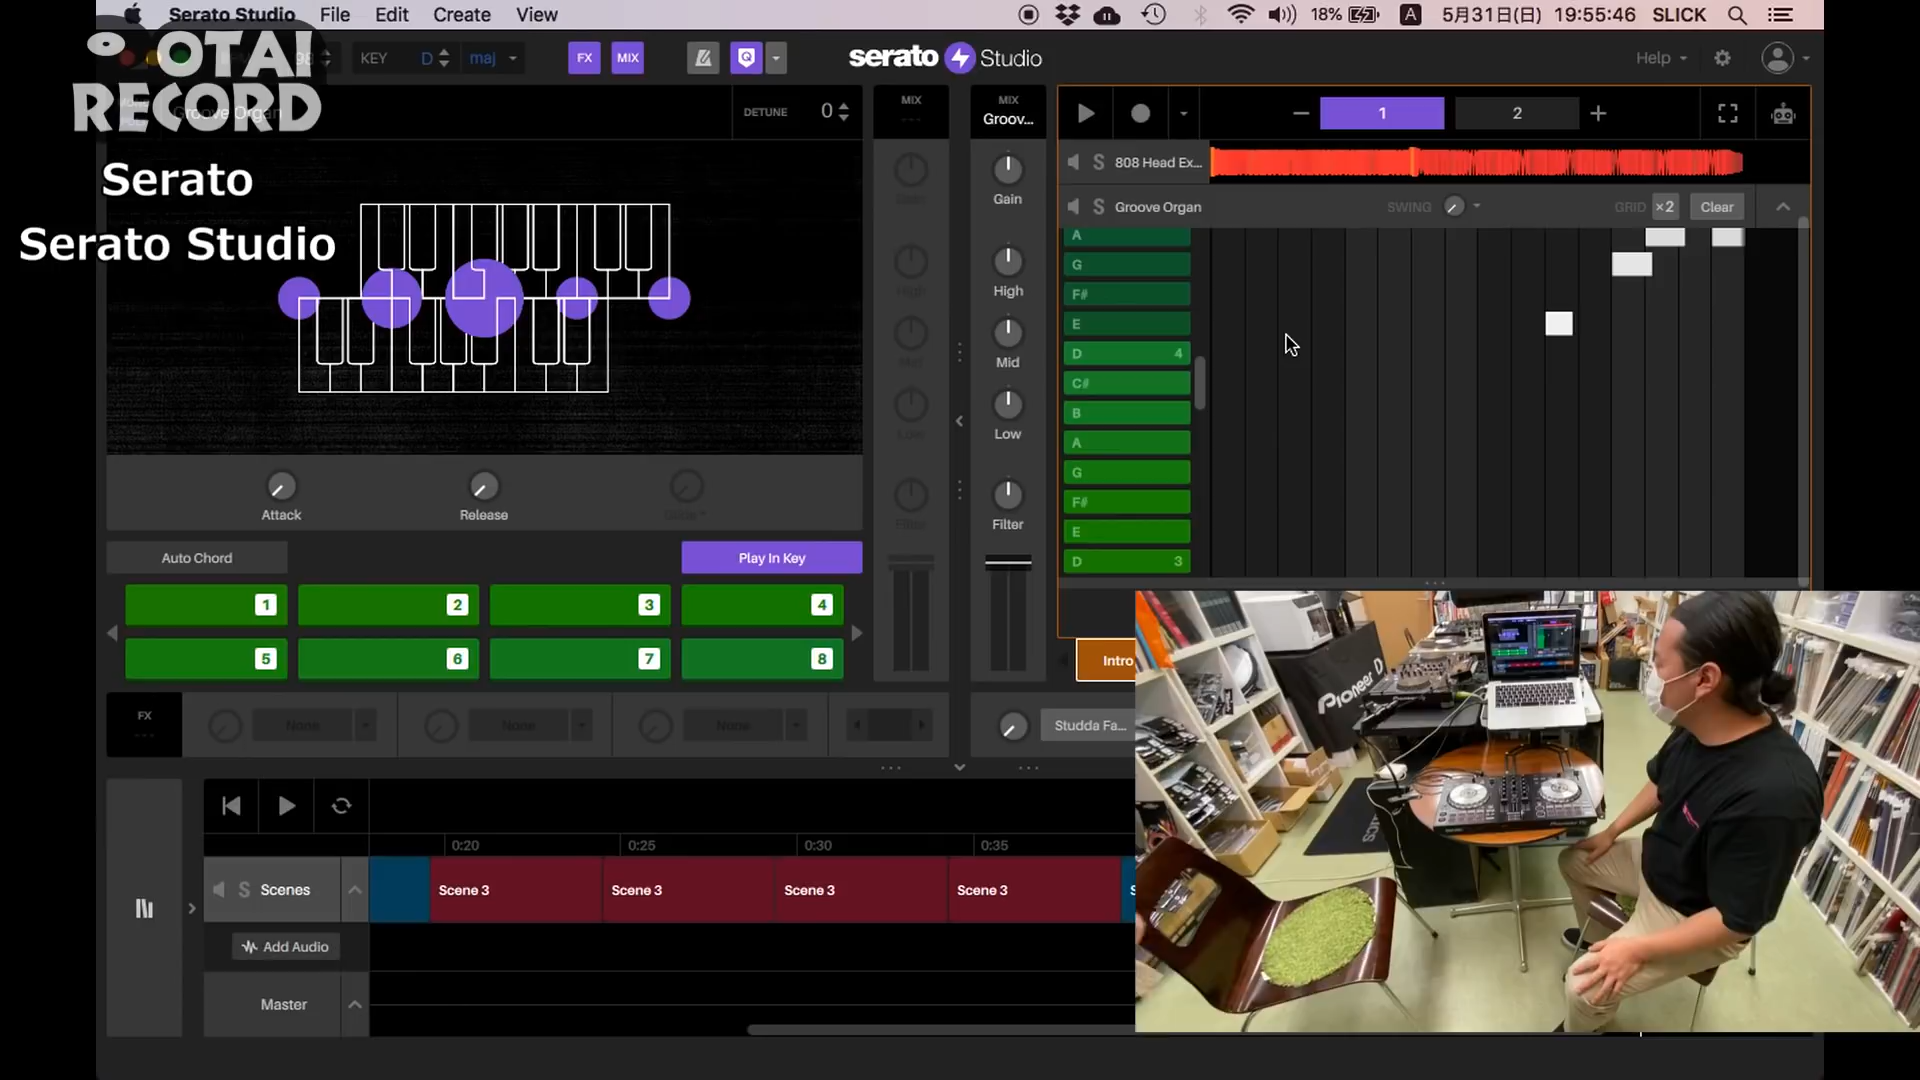 Serato Studio File Edit Create View 18% A 5月31日(日) 19:55:46 SLICK
OTAI
RECORD
Serato
Serato Studio
KEY D maj FX MIX serato Studio Help
Groove Organ DETUNE 0
MIX
MIX
Groov...
1 2
S 808 Head Ex...
S Groove Organ SWING GRID ×2 Clear
Gain
High
Mid
Low
Filter
A
G
F#
E
D 4
C#
B
A
G
F#
E
D 3
Attack Release
Auto Chord Play In Key
1 2 3 4
5 6 7 8
Intro
FX None None None Studda Fa...
0:20 0:25 0:30 0:35
S Scenes Scene 3 Scene 3 Scene 3 Scene 3 S
Add Audio
Master
Pioneer D